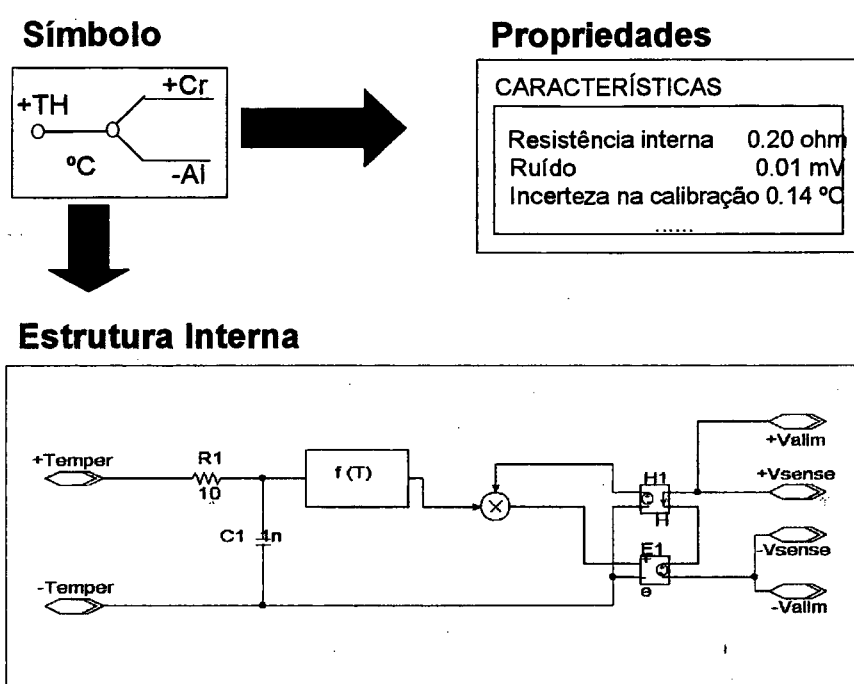 Símbolo
+TH
+Cr
ºC
-Al
Propriedades
CARACTERÍSTICAS
Resistência interna 0.20 ohm
Ruído 0.01 mV
Incerteza na calibração 0.14 ºC
......
Estrutura Interna
+Temper
R1
10
f (T)
C1
-Temper
H1
H
E1
e
+Valim
+Vsense
-Vsense
-Valim